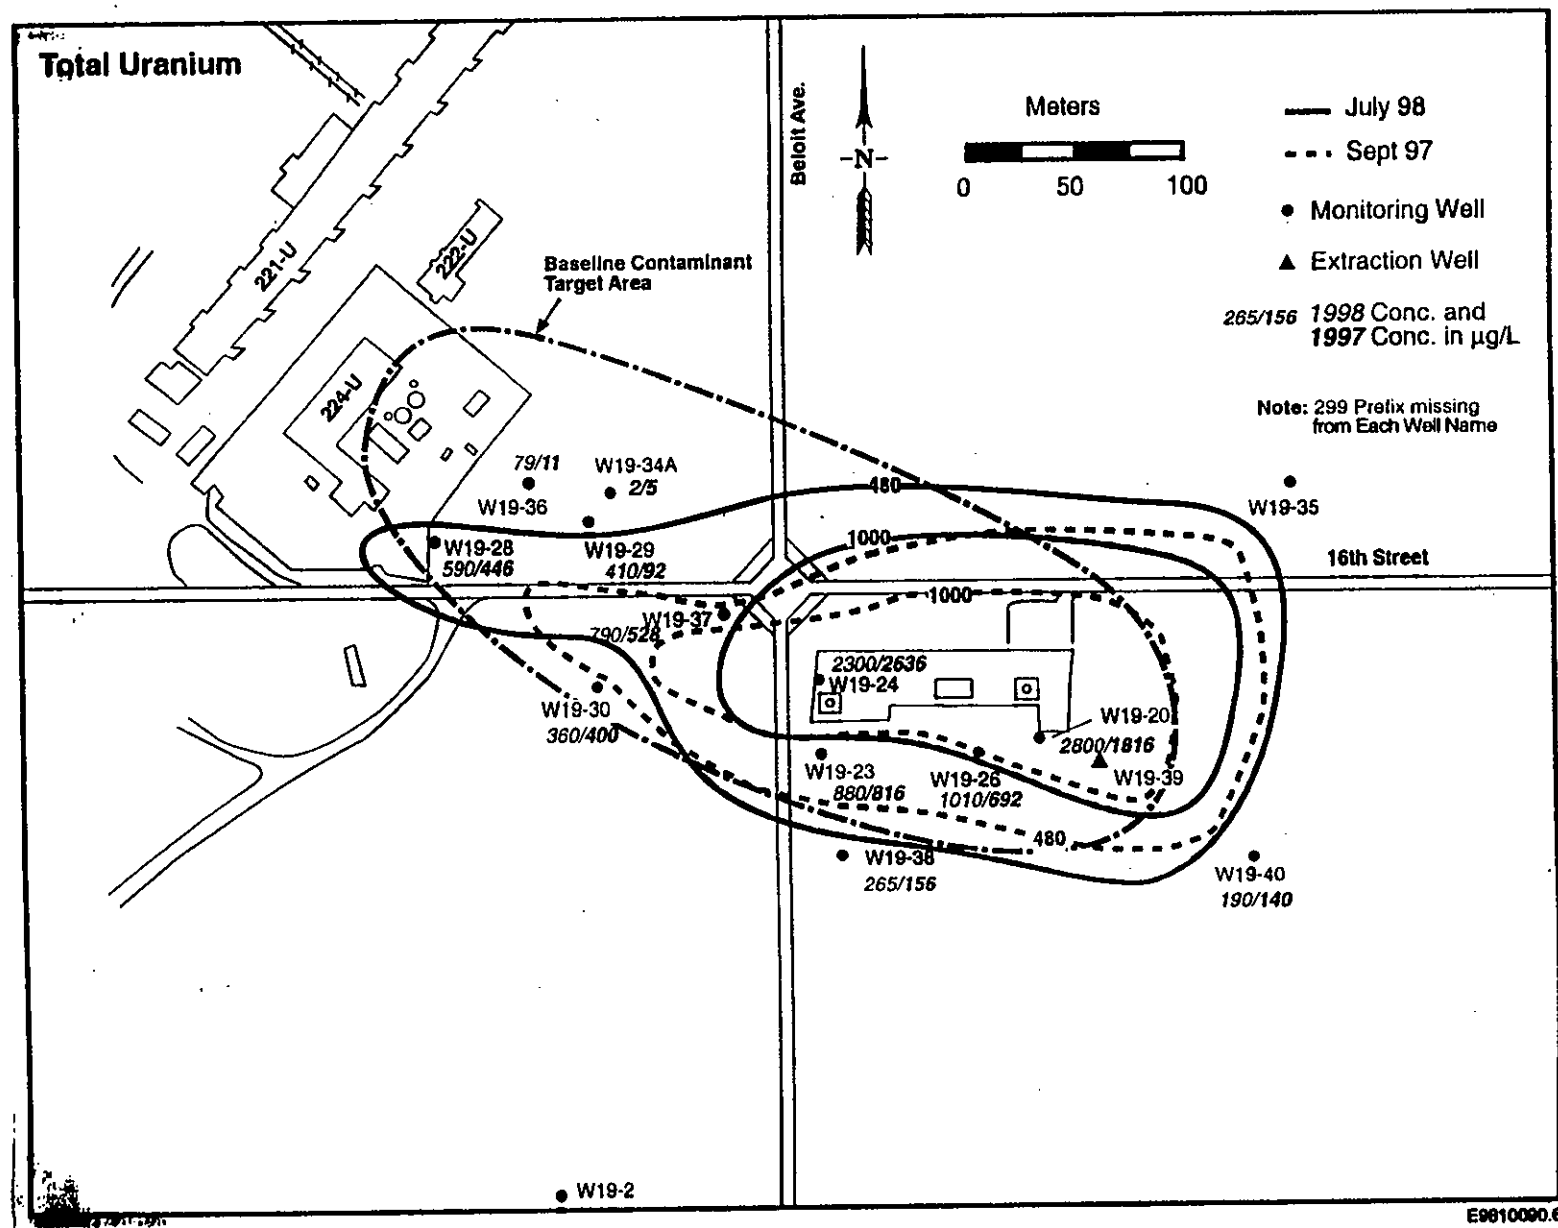 Total Uranium
Beloit Ave.
N
Meters
0 50 100
July 98
Sept 97
Monitoring Well
Extraction Well
265/156 1998 Conc. and
1997 Conc. in µg/L
Note: 299 Prefix missing
from Each Well Name
221-U
222-U
224-U
Baseline Contaminant
Target Area
79/11
W19-36
W19-34A
2/5
480
W19-35
W19-28
590/446
W19-29
410/92
1000
16th Street
1000
W19-37
790/528
2300/2636
W19-24
W19-30
360/400
W19-20
2800/1816
W19-39
W19-23
880/816
W19-26
1010/692
480
W19-38
265/156
W19-40
190/140
W19-2